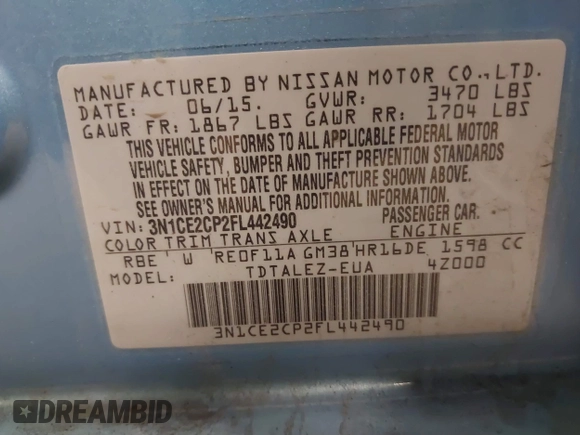 MANUFACTURED BY NISSAN MOTOR CO., LTD.
DATE: 06/15. GVWR: 3470 LBS
GAWR FR: 1867 LBS GAWR RR: 1704 LBS
THIS VEHICLE CONFORMS TO ALL APPLICABLE FEDERAL MOTOR
VEHICLE SAFETY, BUMPER AND THEFT PREVENTION STANDARDS
IN EFFECT ON THE DATE OF MANUFACTURE SHOWN ABOVE.
SEE OWNER'S MANUAL FOR ADDITIONAL INFORMATION.
VIN: 3N1CE2CP2FL442490 PASSENGER CAR.
COLOR TRIM TRANS AXLE ENGINE
RBE W RE0F11A GM38 HR16DE 1598 CC
MODEL: TDTALEZ-EUA 4Z000
3N1CE2CP2FL442490
DREAMBID